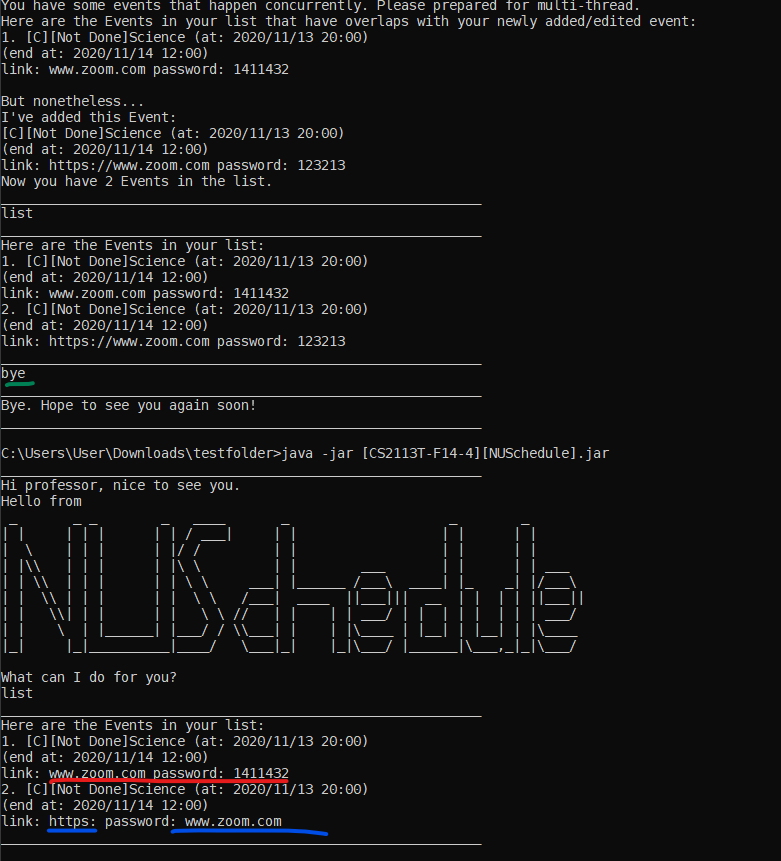 You have some events that happen concurrently. Please prepared for multi-thread.
Here are the Events in your list that have overlaps with your newly added/edited event:
1. [C][Not Done]Science (at: 2020/11/13 20:00)
(end at: 2020/11/14 12:00)
link: www.zoom.com password: 1411432
But nonetheless...
I've added this Event:
[C][Not Done]Science (at: 2020/11/13 20:00)
(end at: 2020/11/14 12:00)
link: https://www.zoom.com password: 123213
Now you have 2 Events in the list.
list
Here are the Events in your list:
1. [C][Not Done]Science (at: 2020/11/13 20:00)
(end at: 2020/11/14 12:00)
link: www.zoom.com password: 1411432
2. [C][Not Done]Science (at: 2020/11/13 20:00)
(end at: 2020/11/14 12:00)
link: https://www.zoom.com password: 123213
bye
Bye. Hope to see you again soon!
C:\Users\User\Downloads\testfolder>java -jar [CS2113T-F14-4][NUSchedule].jar
Hi professor, nice to see you.
Hello from
NUSchedule
What can I do for you?
list
Here are the Events in your list:
1. [C][Not Done]Science (at: 2020/11/13 20:00)
(end at: 2020/11/14 12:00)
link: www.zoom.com password: 1411432
2. [C][Not Done]Science (at: 2020/11/13 20:00)
(end at: 2020/11/14 12:00)
link: https: password: www.zoom.com